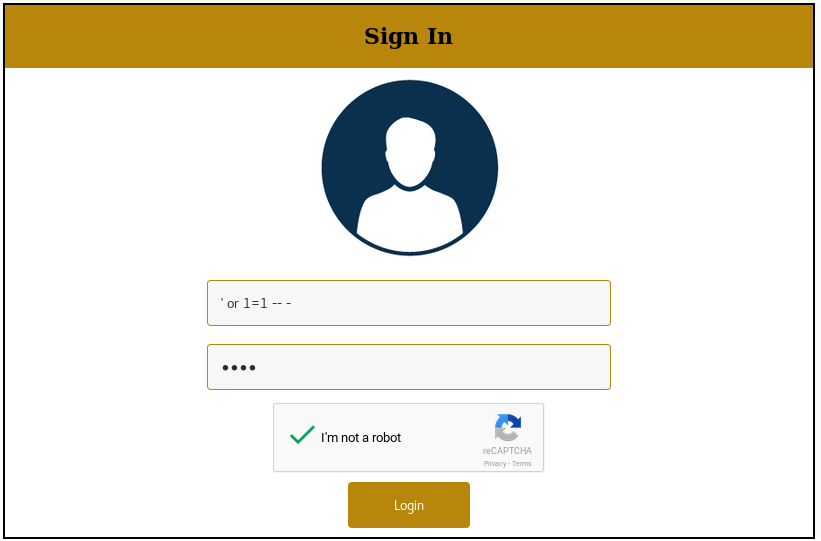 Sign In
' or 1=1 -- -
••••
I'm not a robot
reCAPTCHA
Privacy - Terms
Login